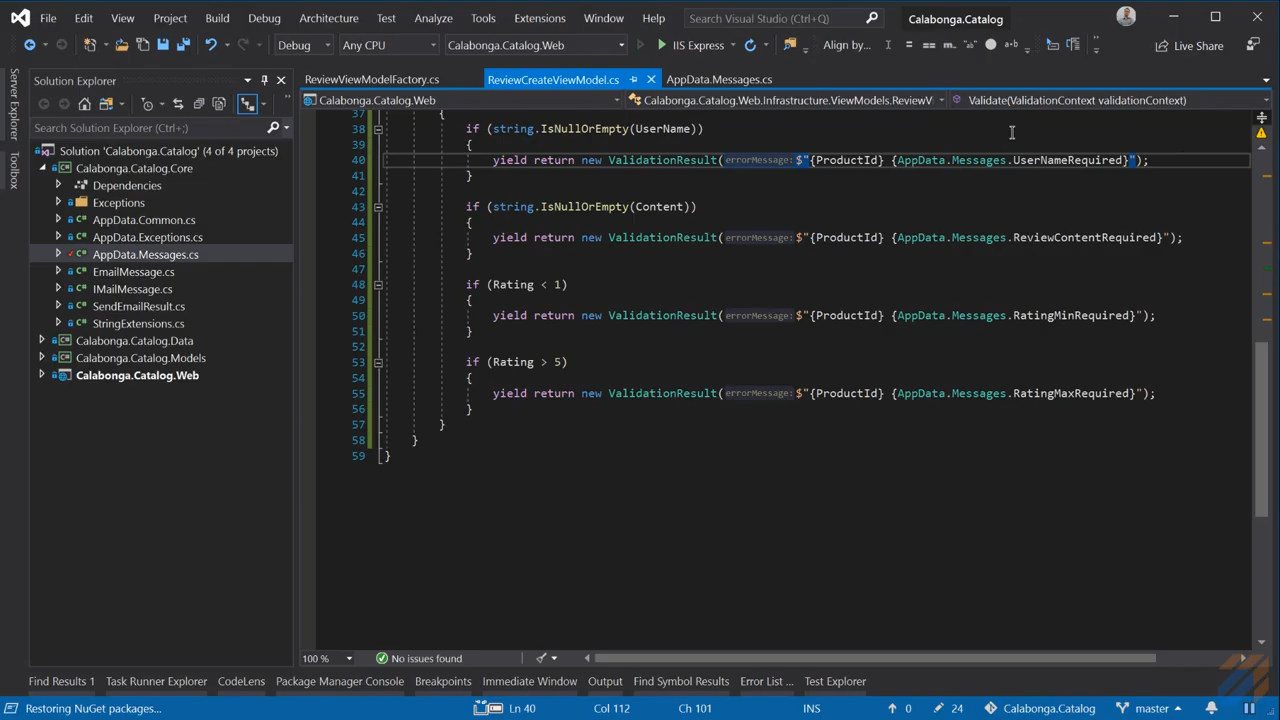 File Edit View Project Build Debug Architecture Test Analyze Tools Extensions Window Help Search Visual Studio (Ctrl+Q) Calabonga.Catalog
Debug Any CPU Calabonga.Catalog.Web IIS Express Align by... Live Share
Server Explorer
Toolbox
Solution Explorer
Search Solution Explorer (Ctrl+;)
Solution 'Calabonga.Catalog' (4 of 4 projects)
Calabonga.Catalog.Core
Dependencies
Exceptions
AppData.Common.cs
AppData.Exceptions.cs
AppData.Messages.cs
EmailMessage.cs
IMailMessage.cs
SendEmailResult.cs
StringExtensions.cs
Calabonga.Catalog.Data
Calabonga.Catalog.Models
Calabonga.Catalog.Web
ReviewViewModelFactory.cs ReviewCreateViewModel.cs AppData.Messages.cs
Calabonga.Catalog.Web Calabonga.Catalog.Web.Infrastructure.ViewModels.ReviewV Validate(ValidationContext validationContext)
37 {
38 if (string.IsNullOrEmpty(UserName))
39 {
40 yield return new ValidationResult(errorMessage: $"{ProductId} {AppData.Messages.UserNameRequired}");
41 }
42
43 if (string.IsNullOrEmpty(Content))
44 {
45 yield return new ValidationResult(errorMessage: $"{ProductId} {AppData.Messages.ReviewContentRequired}");
46 }
47
48 if (Rating < 1)
49 {
50 yield return new ValidationResult(errorMessage: $"{ProductId} {AppData.Messages.RatingMinRequired}");
51 }
52
53 if (Rating > 5)
54 {
55 yield return new ValidationResult(errorMessage: $"{ProductId} {AppData.Messages.RatingMaxRequired}");
56 }
57 }
58 }
59 }
100 % No issues found
Find Results 1 Task Runner Explorer CodeLens Package Manager Console Breakpoints Immediate Window Output Find Symbol Results Error List ... Test Explorer
Restoring NuGet packages... Ln 40 Col 112 Ch 101 INS 0 24 Calabonga.Catalog master